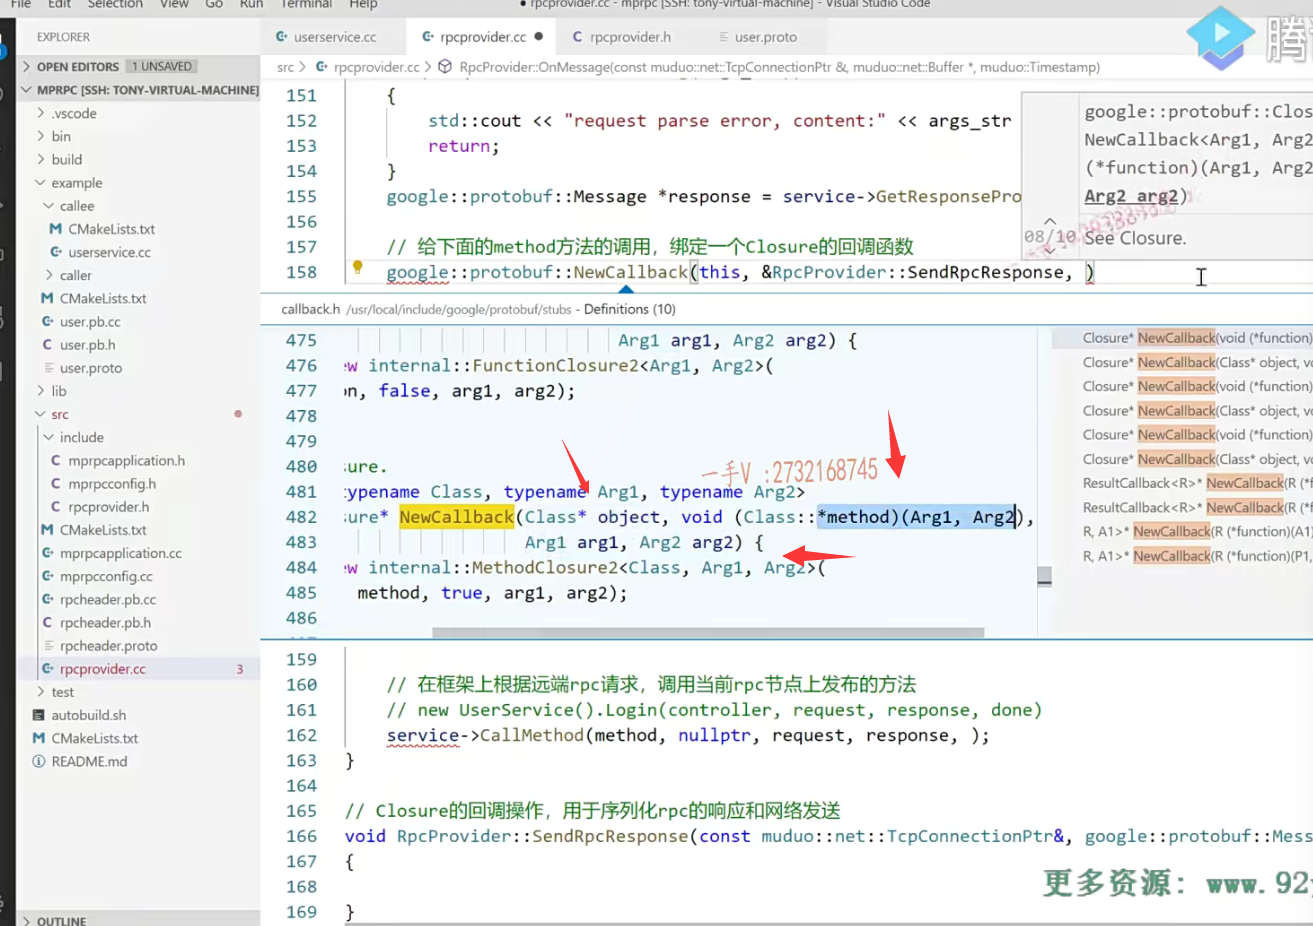 File Edit Selection View Go Run Terminal Help
● rpcprovider.cc - mprpc [SSH: tony-virtual-machine] - Visual Studio Code
EXPLORER
OPEN EDITORS 1 UNSAVED
MPRPC [SSH: TONY-VIRTUAL-MACHINE]
.vscode
bin
build
example
callee
CMakeLists.txt
userservice.cc
caller
CMakeLists.txt
user.pb.cc
user.pb.h
user.proto
lib
src
include
mprpcapplication.h
mprpcconfig.h
rpcprovider.h
CMakeLists.txt
mprpcapplication.cc
mprpcconfig.cc
rpcheader.pb.cc
rpcheader.pb.h
rpcheader.proto
rpcprovider.cc 3
test
autobuild.sh
CMakeLists.txt
README.md
OUTLINE
userservice.cc rpcprovider.cc ● rpcprovider.h user.proto
腾
src > rpcprovider.cc > RpcProvider::OnMessage(const muduo::net::TcpConnectionPtr &, muduo::net::Buffer *, muduo::Timestamp)
151 {
152 std::cout << "request parse error, content:" << args_str
153 return;
154 }
155 google::protobuf::Message *response = service->GetResponsePro
156
157 // 给下面的method方法的调用，绑定一个Closure的回调函数
158 google::protobuf::NewCallback(this, &RpcProvider::SendRpcResponse, )
google::protobuf::Clos
NewCallback<Arg1, Arg2
(*function)(Arg1, Arg2
Arg2 arg2)
08/10 See Closure.
callback.h /usr/local/include/google/protobuf/stubs - Definitions (10)
475 Arg1 arg1, Arg2 arg2) {
476 ew internal::FunctionClosure2<Arg1, Arg2>(
477 on, false, arg1, arg2);
478
479
480 sure.
一手V :2732168745
481 typename Class, typename Arg1, typename Arg2>
482 sure* NewCallback(Class* object, void (Class::*method)(Arg1, Arg2),
483 Arg1 arg1, Arg2 arg2) {
484 ew internal::MethodClosure2<Class, Arg1, Arg2>(
485 method, true, arg1, arg2);
486
Closure* NewCallback(void (*function)
Closure* NewCallback(Class* object, vo
Closure* NewCallback(void (*function)
Closure* NewCallback(Class* object, vo
Closure* NewCallback(void (*function)
Closure* NewCallback(Class* object, vo
ResultCallback<R>* NewCallback(R (*f
ResultCallback<R>* NewCallback(R (*f
R, A1>* NewCallback(R (*function)(A1)
R, A1>* NewCallback(R (*function)(P1,
159
160 // 在框架上根据远端rpc请求，调用当前rpc节点上发布的方法
161 // new UserService().Login(controller, request, response, done)
162 service->CallMethod(method, nullptr, request, response, );
163 }
164
165 // Closure的回调操作，用于序列化rpc的响应和网络发送
166 void RpcProvider::SendRpcResponse(const muduo::net::TcpConnectionPtr&, google::protobuf::Mess
167 {
168
169 }
更多资源：www.92